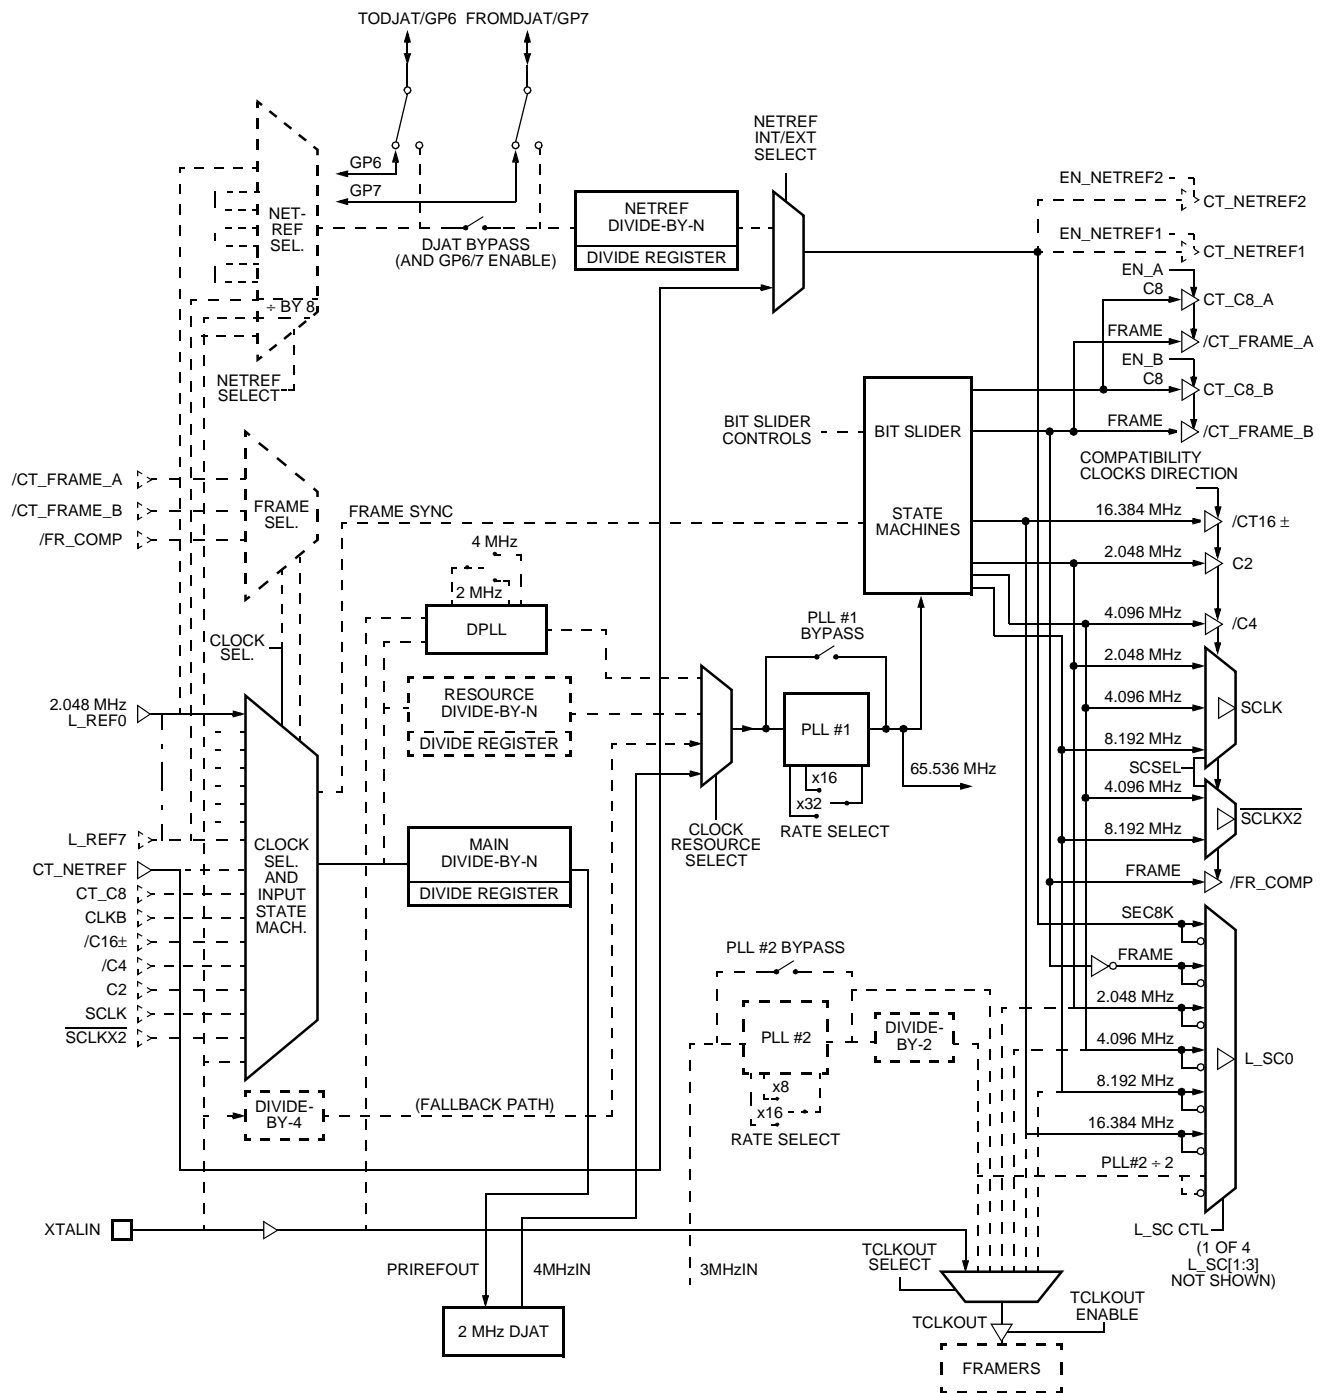 TODJAT/GP6 FROMDJAT/GP7
NETREF
INT/EXT
SELECT
GP6
GP7
NET-
REF
SEL.
÷ BY 8
NETREF
SELECT
DJAT BYPASS
(AND GP6/7 ENABLE)
NETREF
DIVIDE-BY-N
DIVIDE REGISTER
EN_NETREF2
CT_NETREF2
EN_NETREF1
CT_NETREF1
EN_A
C8
CT_C8_A
FRAME
/CT_FRAME_A
EN_B
C8
CT_C8_B
FRAME
/CT_FRAME_B
BIT SLIDER
CONTROLS
BIT SLIDER
STATE
MACHINES
COMPATIBILITY
CLOCKS DIRECTION
16.384 MHz
/CT16 ±
2.048 MHz
C2
4.096 MHz
/C4
2.048 MHz
4.096 MHz
SCLK
8.192 MHz
SCSEL
4.096 MHz
SCLKX2
8.192 MHz
FRAME
/FR_COMP
/CT_FRAME_A
/CT_FRAME_B
/FR_COMP
FRAME
SEL.
FRAME SYNC
4 MHz
2 MHz
DPLL
CLOCK
SEL.
RESOURCE
DIVIDE-BY-N
DIVIDE REGISTER
PLL #1
BYPASS
PLL #1
x16
x32
RATE SELECT
65.536 MHz
CLOCK
RESOURCE
SELECT
2.048 MHz
L_REF0
L_REF7
CT_NETREF
CT_C8
CLKB
/C16±
/C4
C2
SCLK
SCLKX2
CLOCK
SEL.
AND
INPUT
STATE
MACH.
MAIN
DIVIDE-BY-N
DIVIDE REGISTER
DIVIDE-
BY-4
(FALLBACK PATH)
PLL #2 BYPASS
PLL #2
x8
x16
RATE SELECT
DIVIDE-
BY-2
SEC8K
FRAME
2.048 MHz
4.096 MHz
L_SC0
8.192 MHz
16.384 MHz
PLL#2 ÷ 2
L_SC CTL
(1 OF 4
L_SC[1:3]
NOT SHOWN)
XTALIN
PRIREFOUT
4MHzIN
3MHzIN
2 MHz DJAT
TCLKOUT
SELECT
TCLKOUT
TCLKOUT
ENABLE
FRAMERS